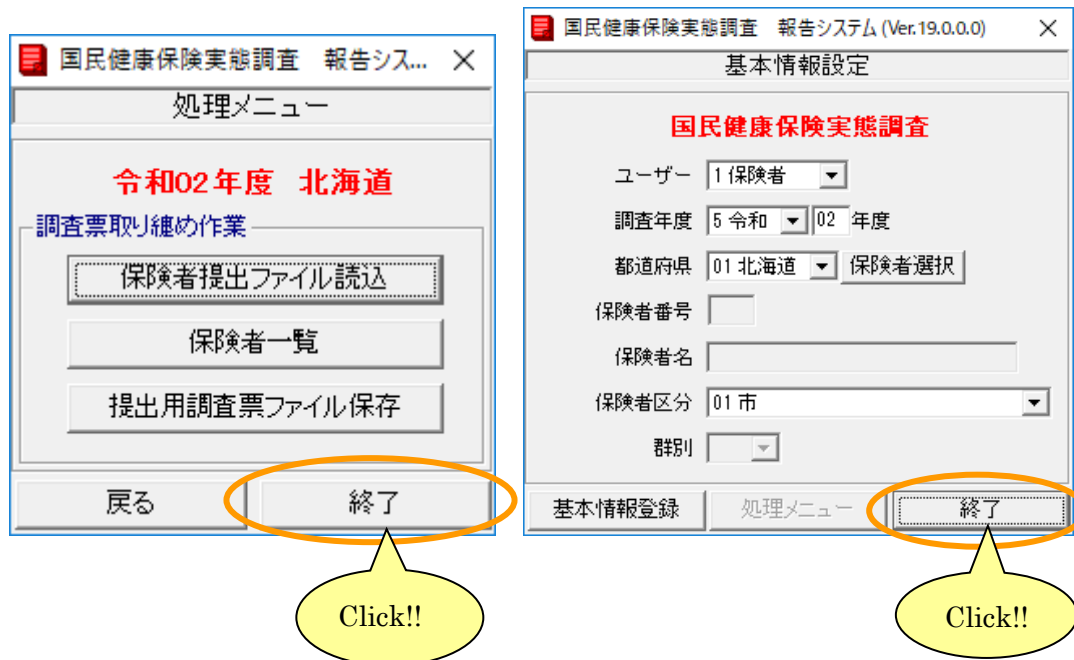 国民健康保険実態調査 報告シス...
処理メニュー
令和02年度 北海道
調査票取り纏め作業
保険者提出ファイル読込
保険者一覧
提出用調査票ファイル保存
戻る
終了
Click!!
国民健康保険実態調査 報告システム (Ver.19.0.0.0)
基本情報設定
国民健康保険実態調査
ユーザー 1 保険者
調査年度 5 令和 02 年度
都道府県 01 北海道 保険者選択
保険者番号
保険者名
保険者区分 01 市
群別
基本情報登録 処理メニュー 終了
Click!!